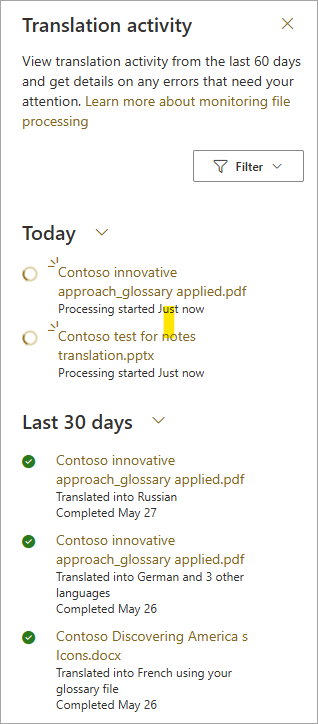 Translation activity
View translation activity from the last 60 days
and get details on any errors that need your
attention. Learn more about monitoring file
processing
Filter
Today
Contoso innovative
approach_glossary applied.pdf
Processing started Just now
Contoso test for notes
translation.pptx
Processing started Just now
Last 30 days
Contoso innovative
approach_glossary applied.pdf
Translated into Russian
Completed May 27
Contoso innovative
approach_glossary applied.pdf
Translated into German and 3 other
languages
Completed May 26
Contoso Discovering America s
Icons.docx
Translated into French using your
glossary file
Completed May 26